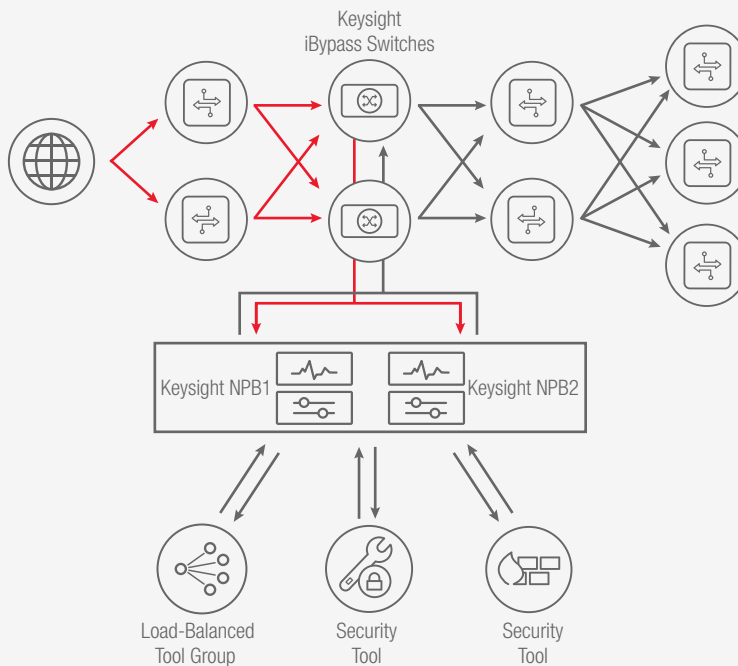 Keysight
iBypass Switches
Keysight NPB1
Keysight NPB2
Load-Balanced
Tool Group
Security
Tool
Security
Tool